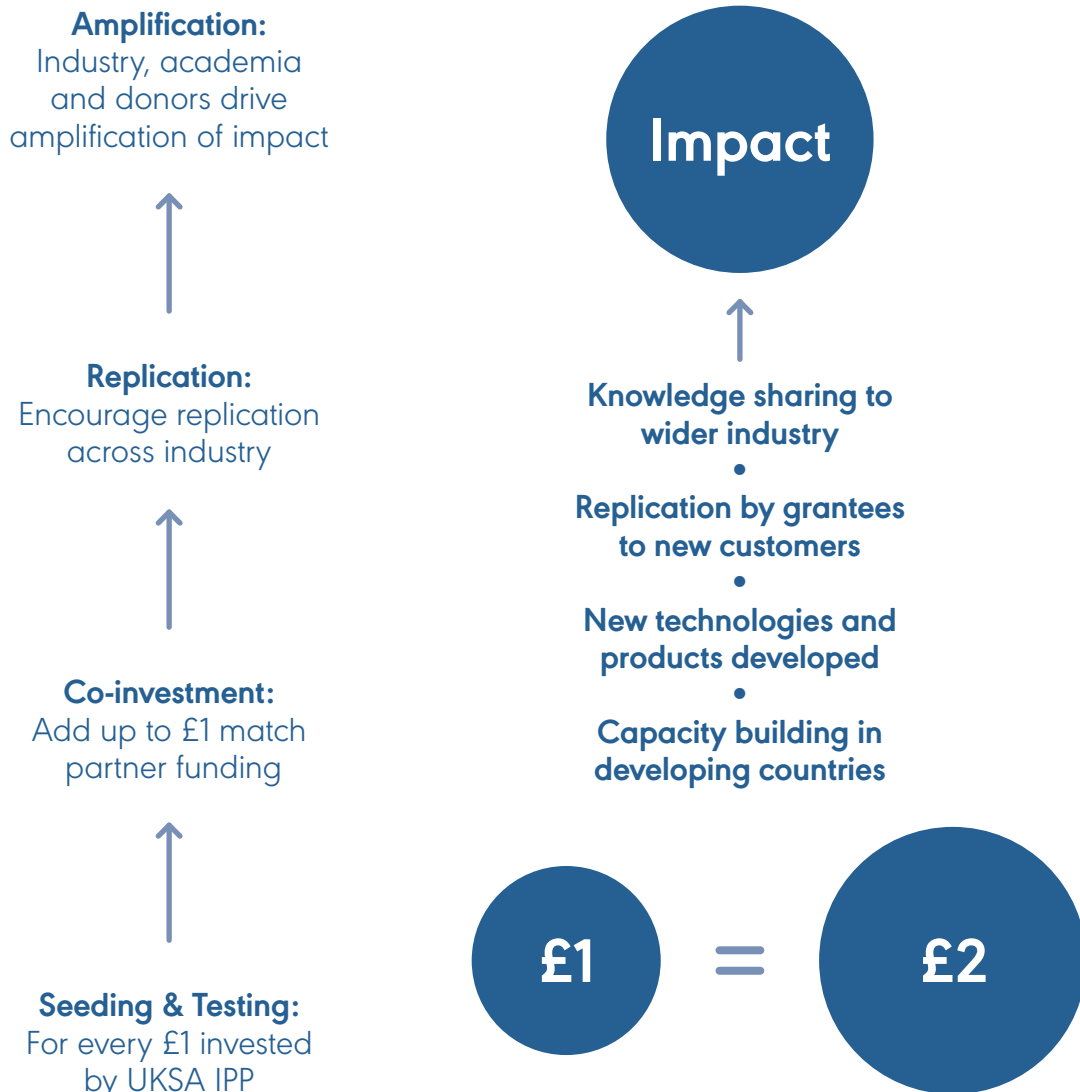 Amplification:
Industry, academia
and donors drive
amplification of impact
Replication:
Encourage replication
across industry
Co-investment:
Add up to £1 match
partner funding
Seeding & Testing:
For every £1 invested
by UKSA IPP
Impact
Knowledge sharing to
wider industry
•
Replication by grantees
to new customers
•
New technologies and
products developed
•
Capacity building in
developing countries
£1 = £2